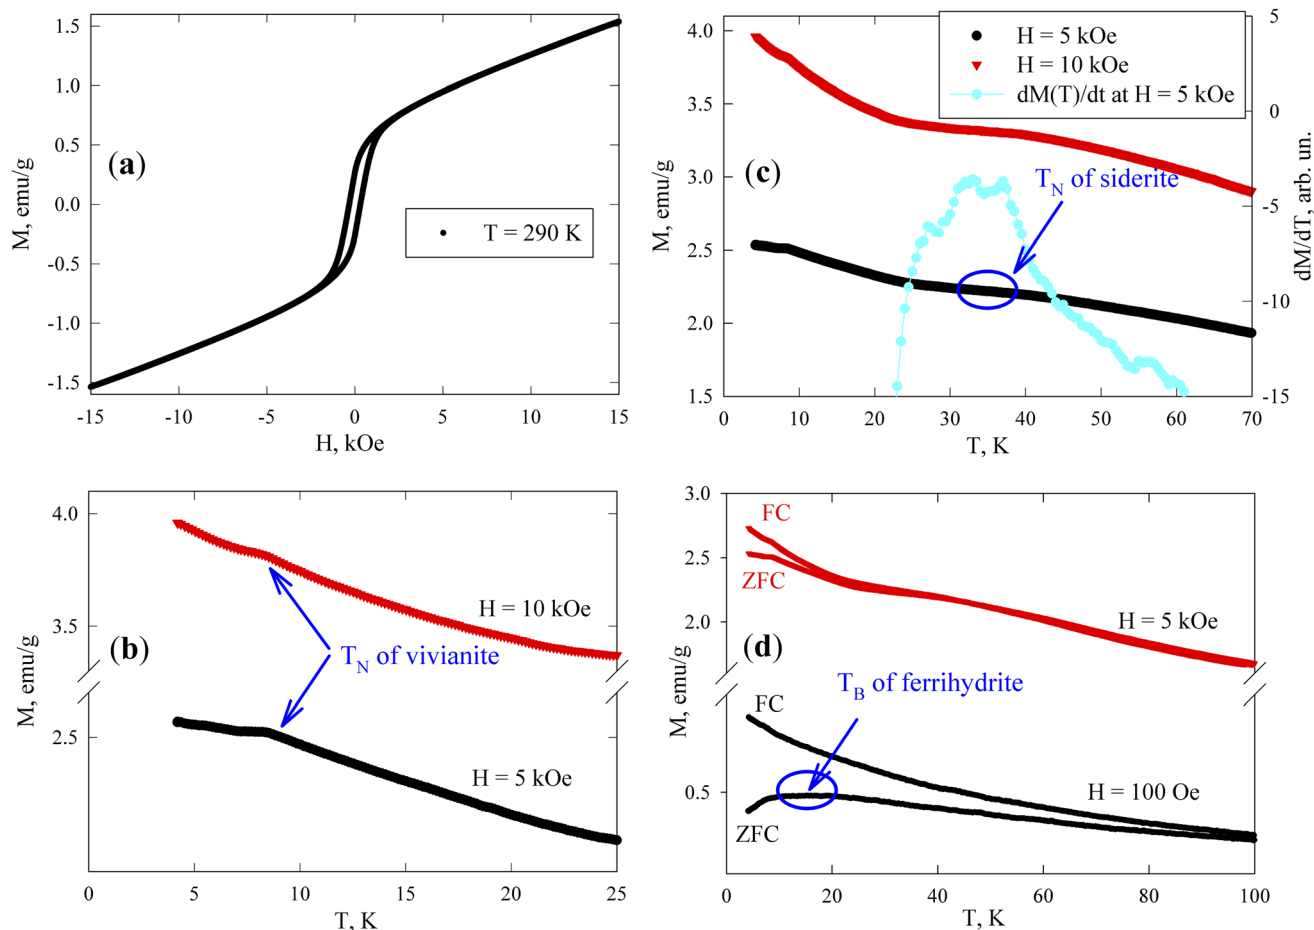 1.5
1.0
0.5
0.0
-0.5
-1.0
-1.5
M, emu/g
(a)
T = 290 K
-15 -10 -5 0 5 10 15
H, kOe
4.0
3.5
3.0
2.5
2.0
1.5
M, emu/g
H = 5 kOe
H = 10 kOe
dM(T)/dt at H = 5 kOe
(c)
TN of siderite
5
0
-5
-10
-15
dM/dT, arb. un.
0 10 20 30 40 50 60 70
T, K
4.0
3.5
2.5
M, emu/g
(b)
H = 10 kOe
TN of vivianite
H = 5 kOe
0 5 10 15 20 25
T, K
3.0
2.5
2.0
0.5
M, emu/g
FC
ZFC
H = 5 kOe
(d)
TB of ferrihydrite
FC
H = 100 Oe
ZFC
0 20 40 60 80 100
T, K